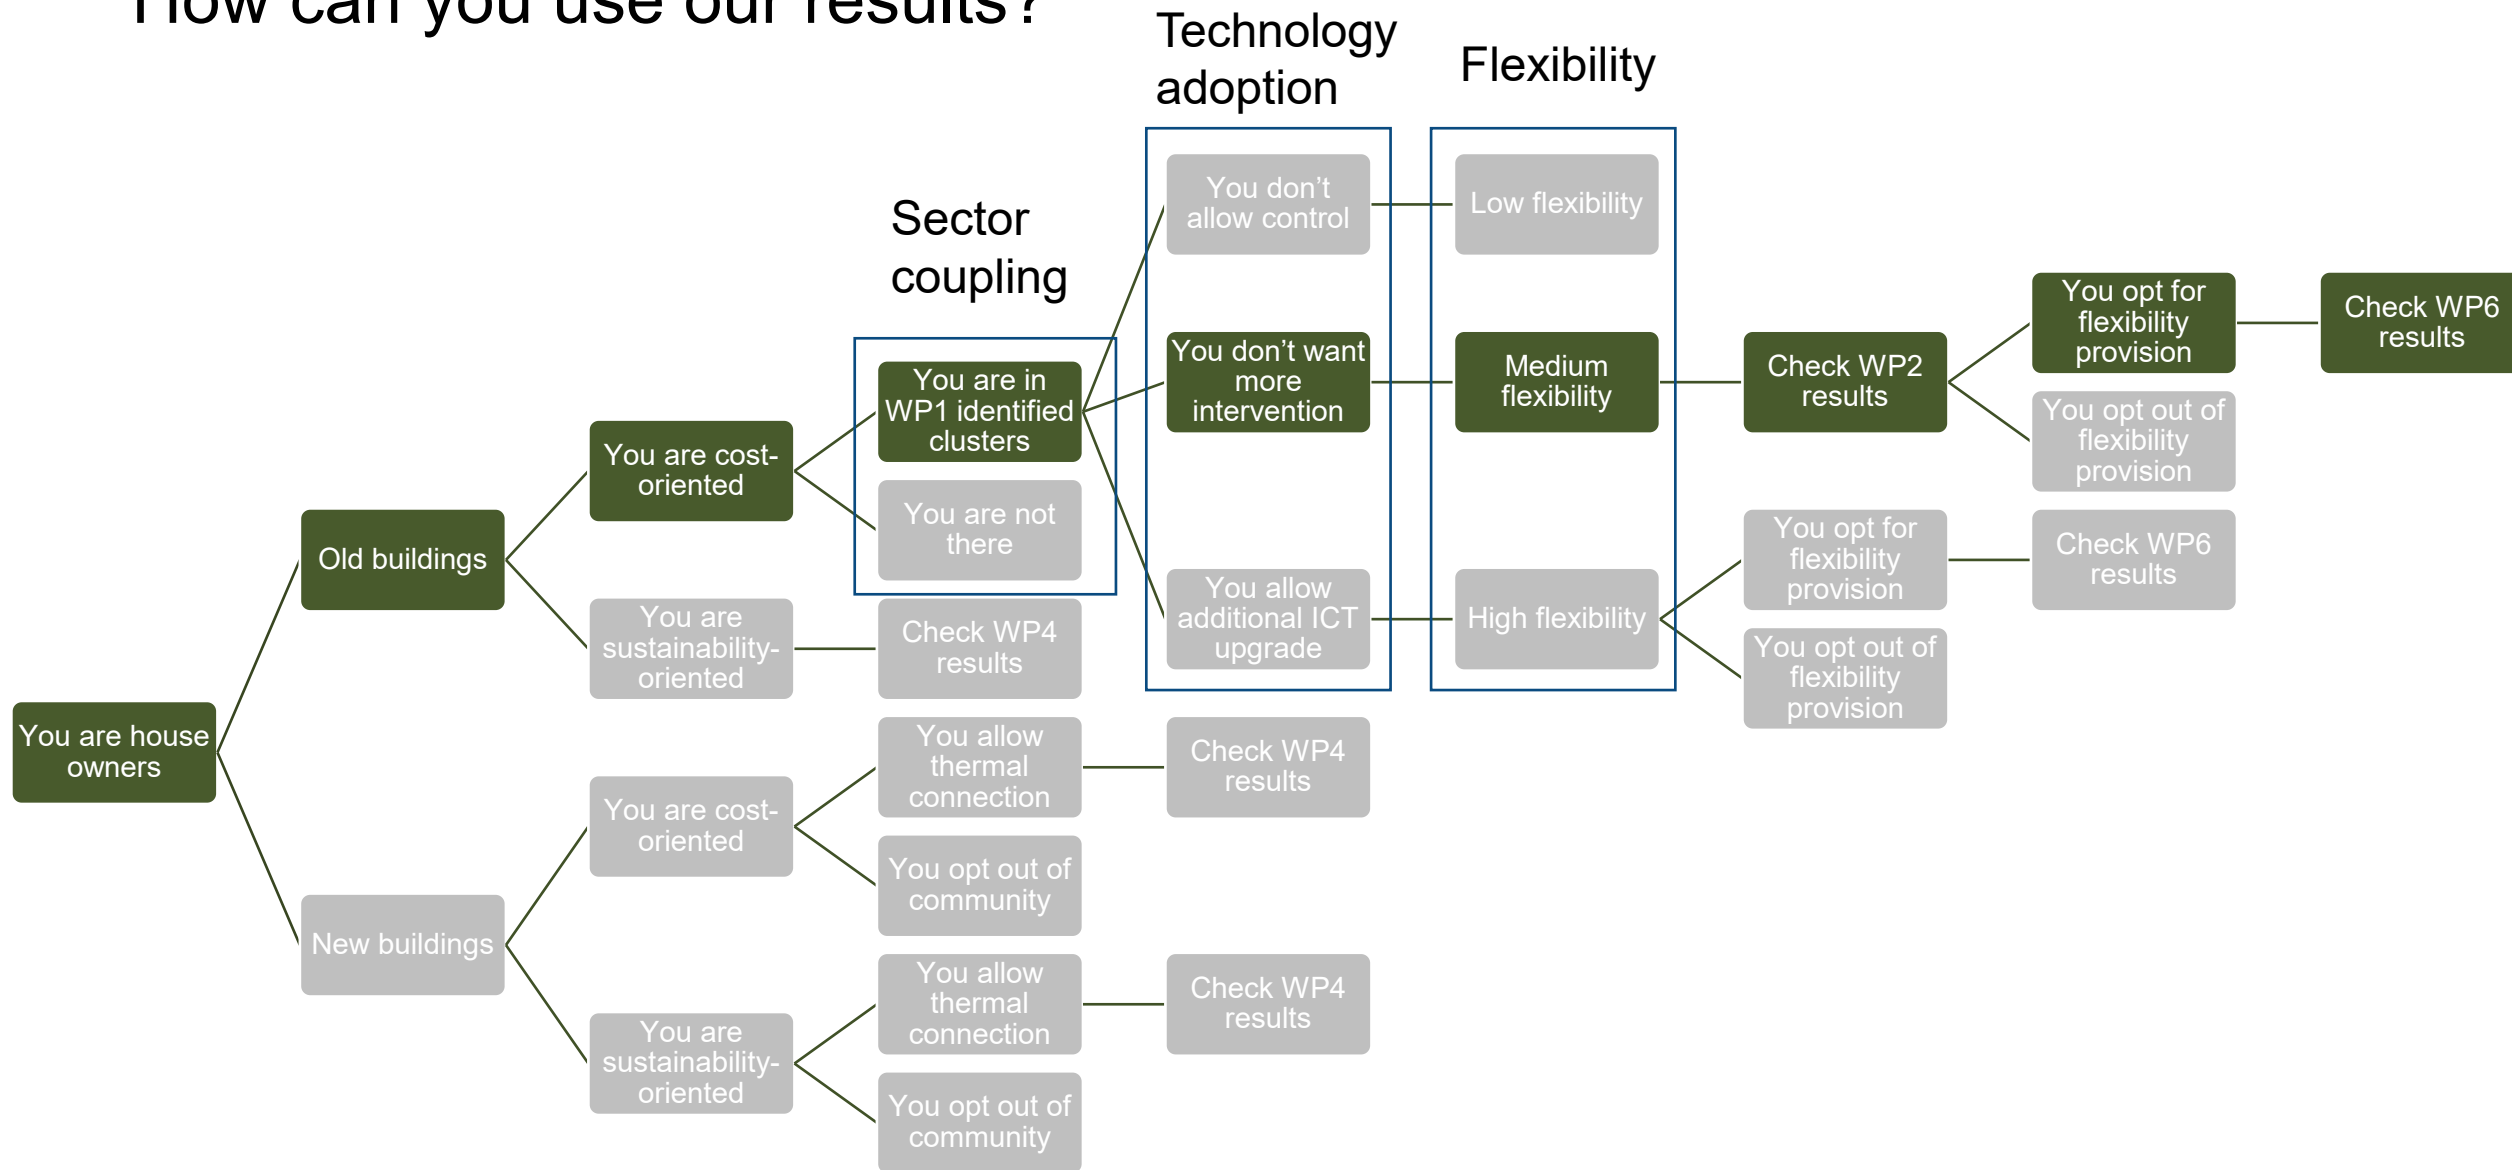 How can you use our results?
Technology
adoption
Flexibility
Sector
coupling
You don’t
allow control
Low flexibility
You opt for
flexibility
provision
Check WP6
results
You don’t want
more
intervention
Medium
flexibility
Check WP2
results
You are in
WP1 identified
clusters
You opt out of
flexibility
provision
You are cost-
oriented
You are not
there
Old buildings
You opt for
flexibility
provision
Check WP6
results
You allow
additional ICT
upgrade
High flexibility
You are
sustainability-
oriented
Check WP4
results
You opt out of
flexibility
provision
You are house
owners
You allow
thermal
connection
Check WP4
results
You are cost-
oriented
You opt out of
community
New buildings
You allow
thermal
connection
Check WP4
results
You are
sustainability-
oriented
You opt out of
community